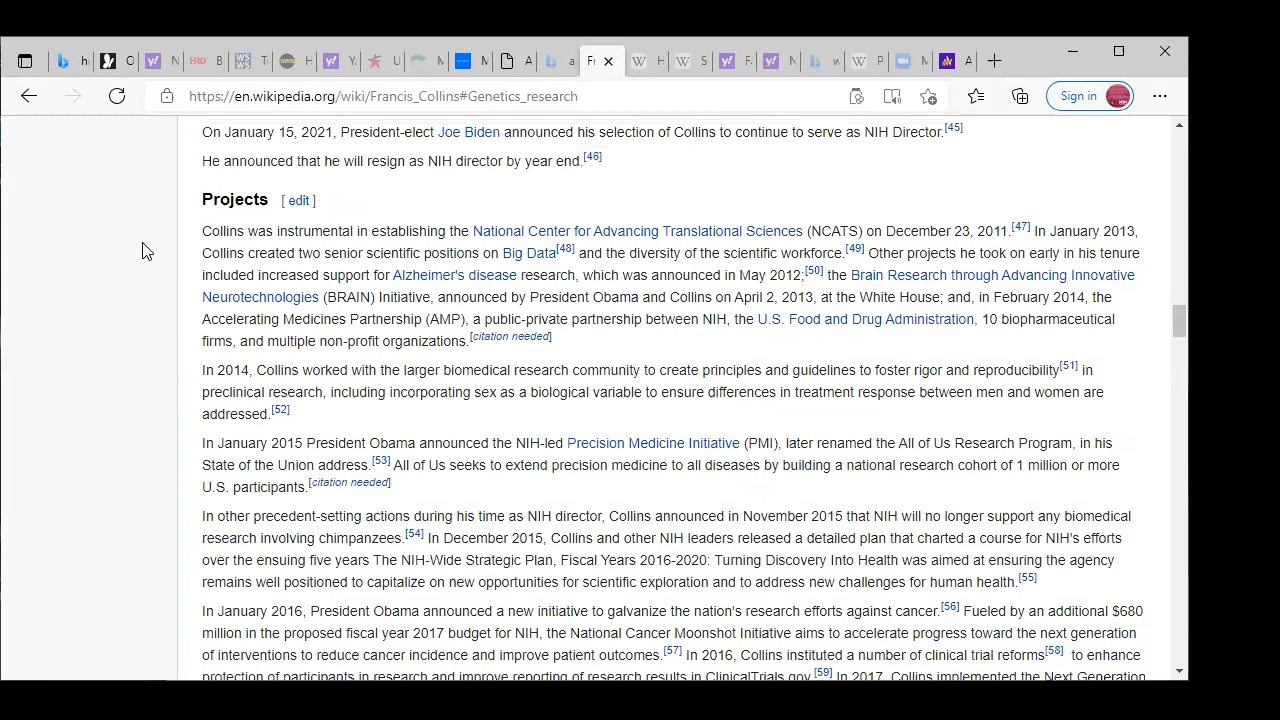 h
C
N
B
T
Y
U
M
M
A
a
Fr
H
S
F
N
w
P
M
A
https://en.wikipedia.org/wiki/Francis_Collins#Genetics_research
Sign in
On January 15, 2021, President-elect Joe Biden announced his selection of Collins to continue to serve as NIH Director.[45]
He announced that he will resign as NIH director by year end.[46]
Projects [ edit ]
Collins was instrumental in establishing the National Center for Advancing Translational Sciences (NCATS) on December 23, 2011.[47] In January 2013,
Collins created two senior scientific positions on Big Data[48] and the diversity of the scientific workforce.[49] Other projects he took on early in his tenure
included increased support for Alzheimer's disease research, which was announced in May 2012;[50] the Brain Research through Advancing Innovative
Neurotechnologies (BRAIN) Initiative, announced by President Obama and Collins on April 2, 2013, at the White House; and, in February 2014, the
Accelerating Medicines Partnership (AMP), a public-private partnership between NIH, the U.S. Food and Drug Administration, 10 biopharmaceutical
firms, and multiple non-profit organizations.[citation needed]
In 2014, Collins worked with the larger biomedical research community to create principles and guidelines to foster rigor and reproducibility[51] in
preclinical research, including incorporating sex as a biological variable to ensure differences in treatment response between men and women are
addressed.[52]
In January 2015 President Obama announced the NIH-led Precision Medicine Initiative (PMI), later renamed the All of Us Research Program, in his
State of the Union address.[53] All of Us seeks to extend precision medicine to all diseases by building a national research cohort of 1 million or more
U.S. participants.[citation needed]
In other precedent-setting actions during his time as NIH director, Collins announced in November 2015 that NIH will no longer support any biomedical
research involving chimpanzees.[54] In December 2015, Collins and other NIH leaders released a detailed plan that charted a course for NIH's efforts
over the ensuing five years The NIH-Wide Strategic Plan, Fiscal Years 2016-2020: Turning Discovery Into Health was aimed at ensuring the agency
remains well positioned to capitalize on new opportunities for scientific exploration and to address new challenges for human health.[55]
In January 2016, President Obama announced a new initiative to galvanize the nation's research efforts against cancer.[56] Fueled by an additional $680
million in the proposed fiscal year 2017 budget for NIH, the National Cancer Moonshot Initiative aims to accelerate progress toward the next generation
of interventions to reduce cancer incidence and improve patient outcomes.[57] In 2016, Collins instituted a number of clinical trial reforms[58] to enhance
protection of participants in research and improve reporting of research results in ClinicalTrials.gov.[59] In 2017, Collins implemented the Next Generation